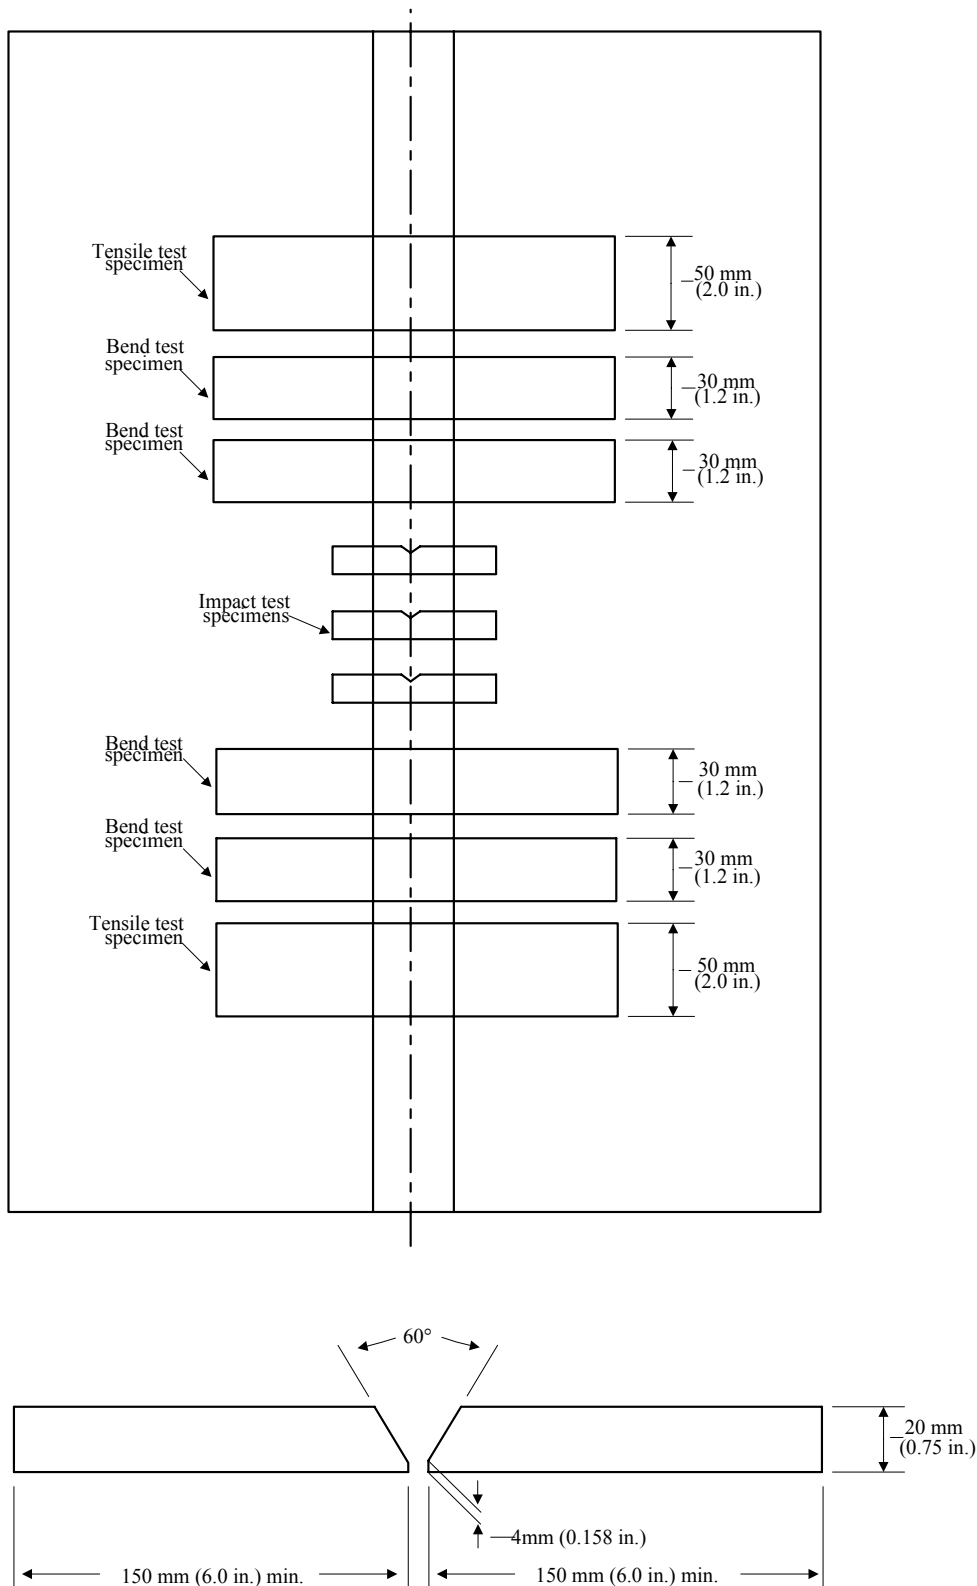 Tensile test
specimen
50 mm
(2.0 in.)
Bend test
specimen
30 mm
(1.2 in.)
Bend test
specimen
30 mm
(1.2 in.)
Impact test
specimens
Bend test
specimen
30 mm
(1.2 in.)
Bend test
specimen
30 mm
(1.2 in.)
Tensile test
specimen
50 mm
(2.0 in.)
60°
20 mm
(0.75 in.)
4mm (0.158 in.)
150 mm (6.0 in.) min.
150 mm (6.0 in.) min.